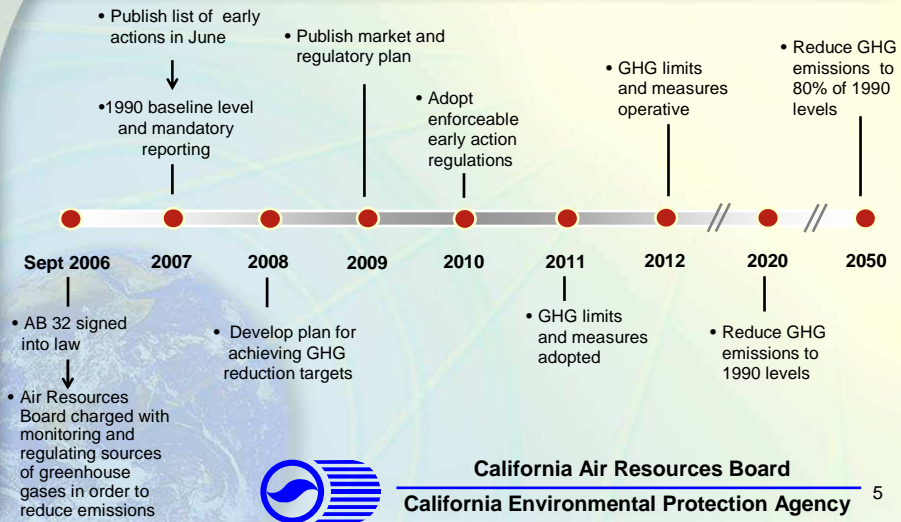 • Publish list of early
actions in June
•1990 baseline level
and mandatory
reporting
• Publish market and
regulatory plan
• Adopt
enforceable
early action
regulations
• GHG limits
and measures
operative
• Reduce GHG
emissions to
80% of 1990
levels
Sept 2006
2007
2008
2009
2010
2011
2012
2020
2050
• AB 32 signed
into law
• Air Resources
Board charged with
monitoring and
regulating sources
of greenhouse
gases in order to
reduce emissions
• Develop plan for
achieving GHG
reduction targets
• GHG limits
and measures
adopted
• Reduce GHG
emissions to
1990 levels
California Air Resources Board
California Environmental Protection Agency
5